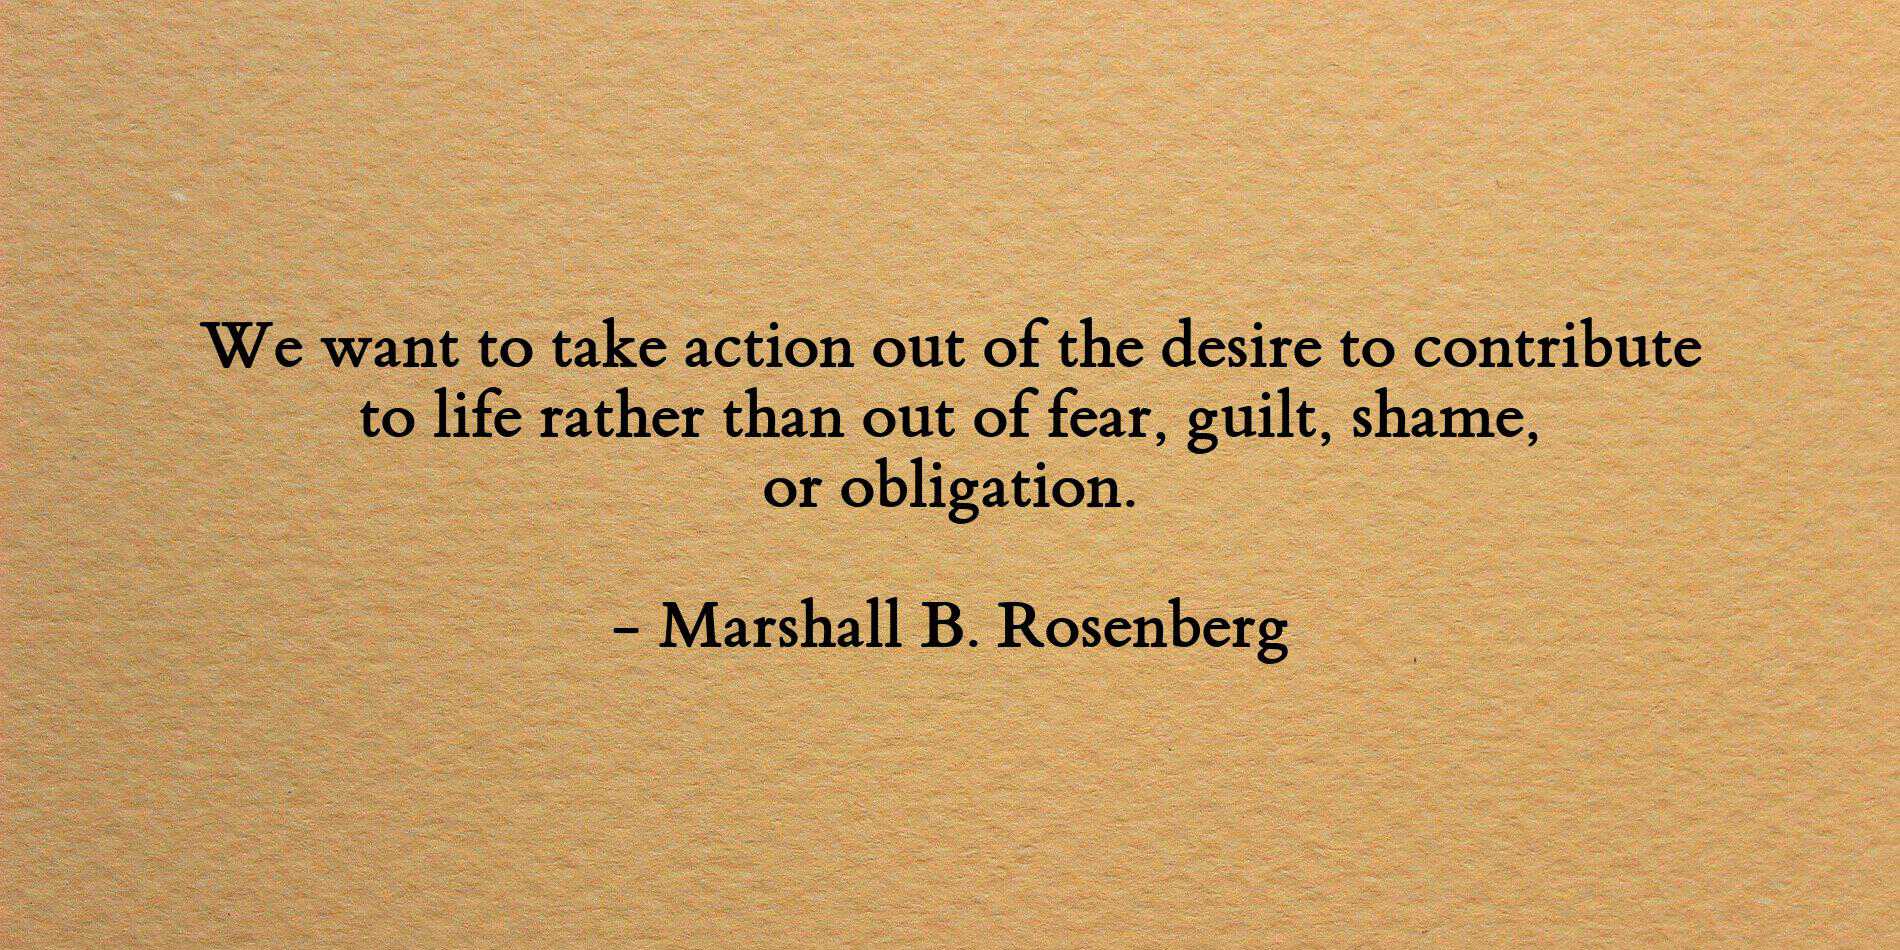 We want to take action out of the desire to contribute
to life rather than out of fear, guilt, shame,
or obligation.
- Marshall B. Rosenberg